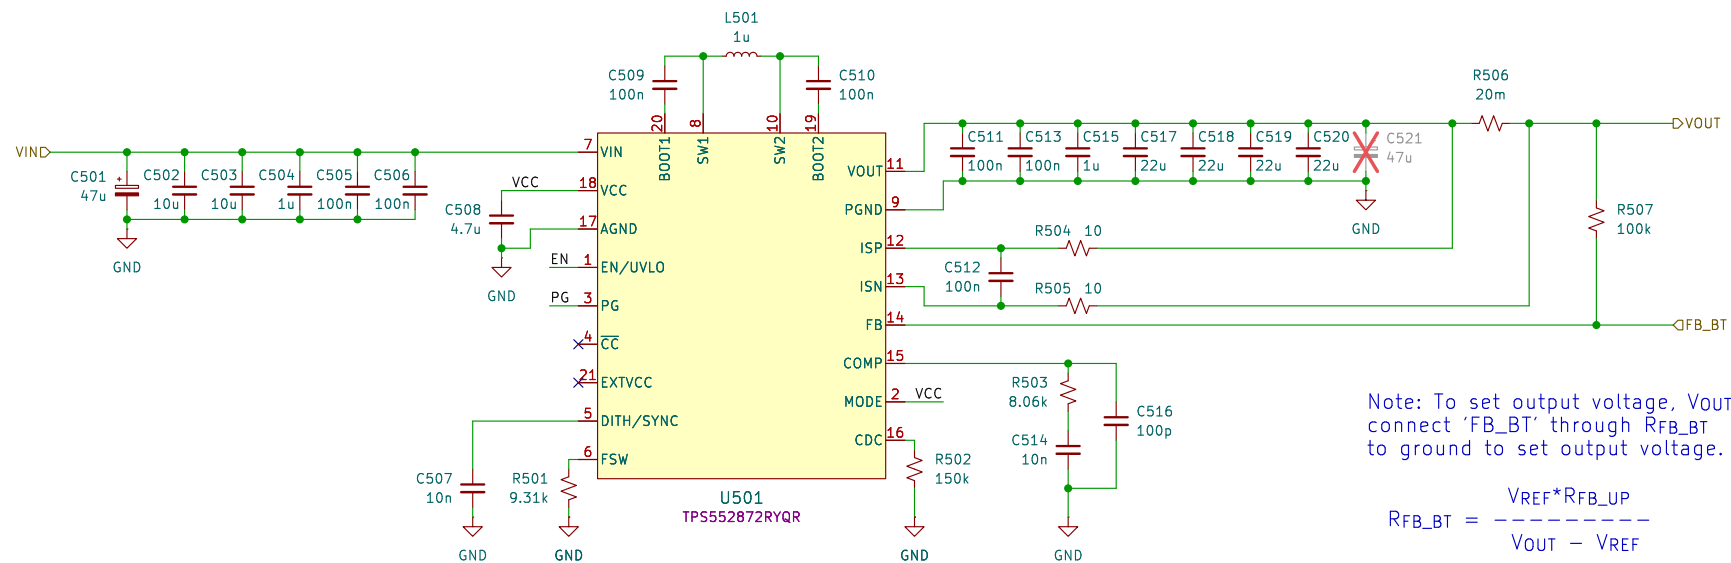 L501
1u
C509
100n
C510
100n
R506
20m
VIN
C501
47u
+
C502
10u
C503
10u
C504
1u
C505
100n
C506
100n
GND
VCC
C508
4.7u
GND
EN
PG
7 VIN
18 VCC
17 AGND
1 EN/UVLO
3 PG
4 CC
21 EXTVCC
5 DITH/SYNC
6 FSW
20 BOOT1
8 SW1
10 SW2
19 BOOT2
VOUT 11
PGND 9
ISP 12
ISN 13
FB 14
COMP 15
MODE 2
CDC 16
U501
TPS552872RYQR
C507
10n
GND
R501
9.31k
GND
C511
100n
C513
100n
C515
1u
C517
22u
C518
22u
C519
22u
C520
22u
C521
47u
GND
VOUT
R504 10
C512
100n
R505 10
R507
100k
FB_BT
VCC
R503
8.06k
C514
10n
C516
100p
GND
R502
150k
GND
Note: To set output voltage, VOUT
connect 'FB_BT' through RFB_BT
to ground to set output voltage.
VREF*RFB_UP
RFB_BT = ----------
VOUT - VREF